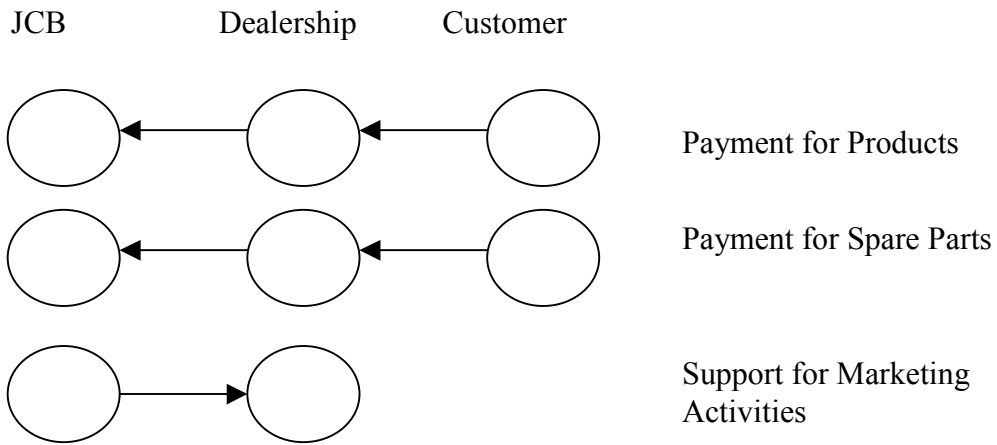 JCB Dealership Customer
Payment for Products
Payment for Spare Parts
Support for Marketing
Activities